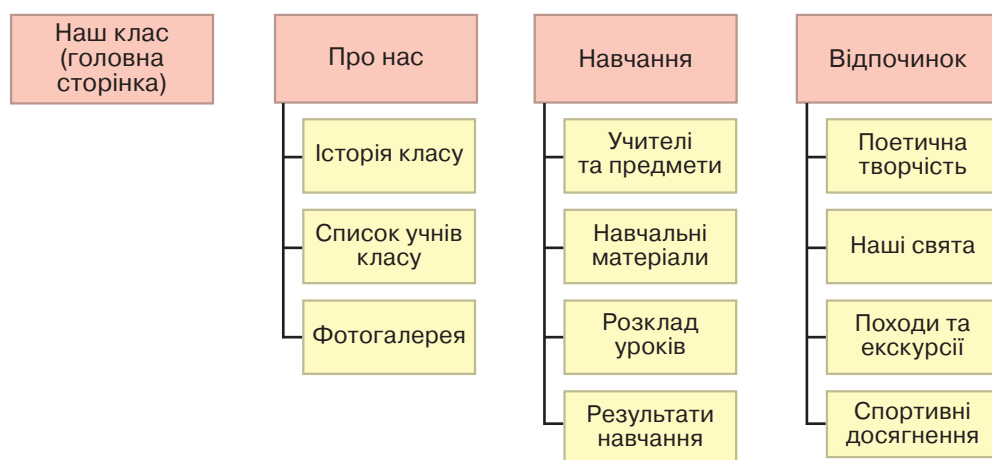 Наш клас
(головна
сторінка)
Про нас
Історія класу
Список учнів
класу
Фотогалерея
Навчання
Учителі
та предмети
Навчальні
матеріали
Розклад
уроків
Результати
навчання
Відпочинок
Поетична
творчість
Наші свята
Походи та
екскурсії
Спортивні
досягнення